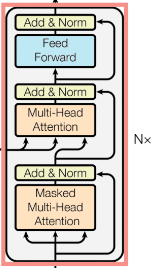 Add & Norm
Feed
Forward
Add & Norm
Multi-Head
Attention
N×
Add & Norm
Masked
Multi-Head
Attention